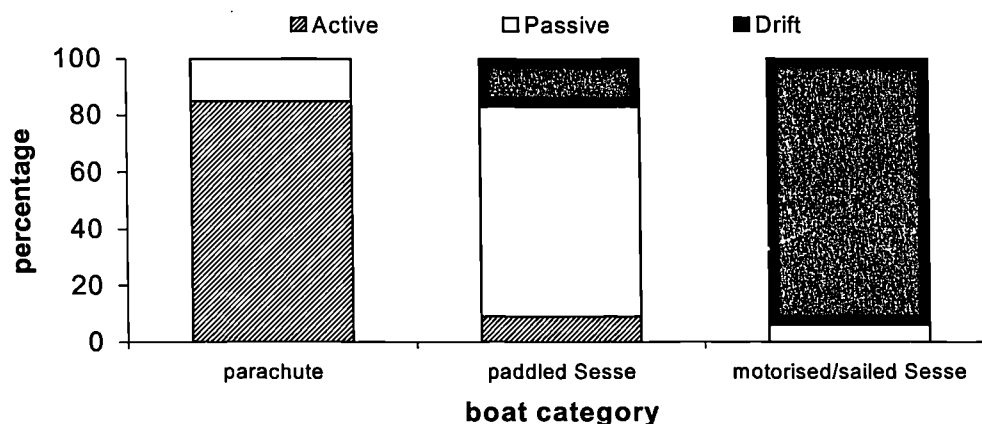 Active Passive Drift
100
80
60
40
20
0
percentage
parachute paddled Sesse motorised/sailed Sesse
boat category